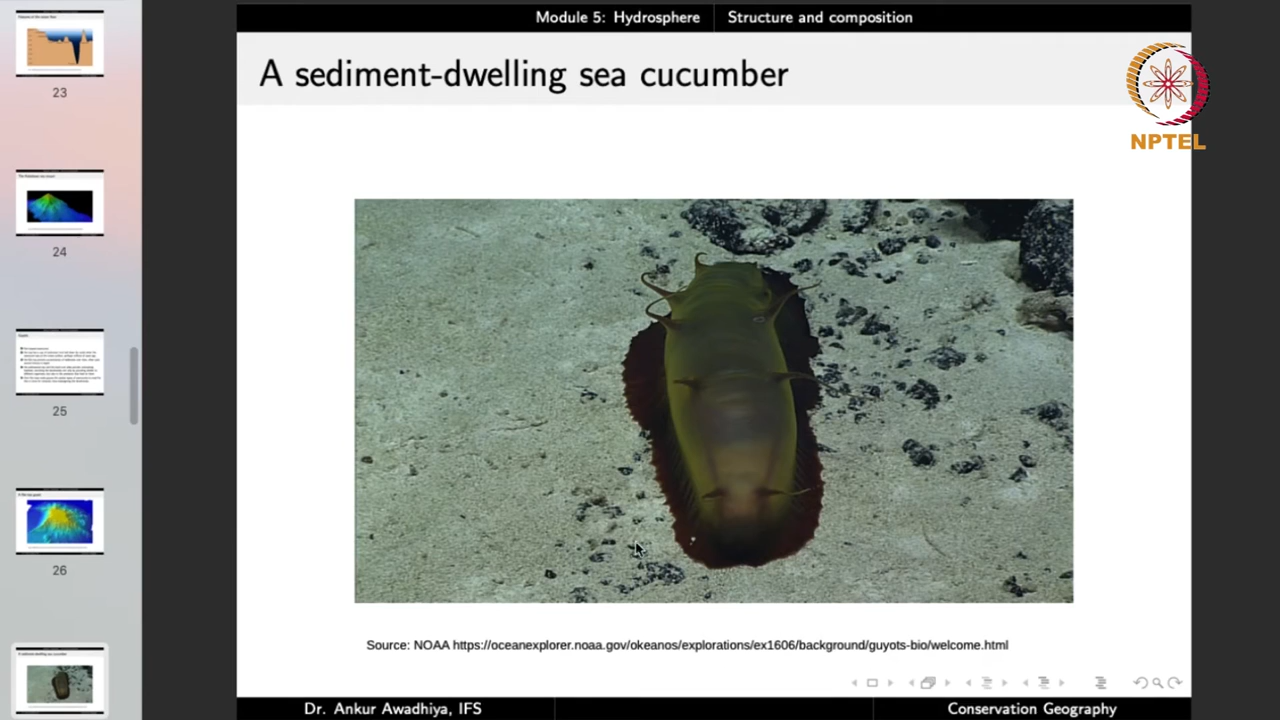 Module 5: Hydrosphere
Structure and composition
A sediment-dwelling sea cucumber
NPTEL
23
24
25
26
Source: NOAA https://oceanexplorer.noaa.gov/okeanos/explorations/ex1606/background/guyots-bio/welcome.html
Dr. Ankur Awadhiya, IFS
Conservation Geography